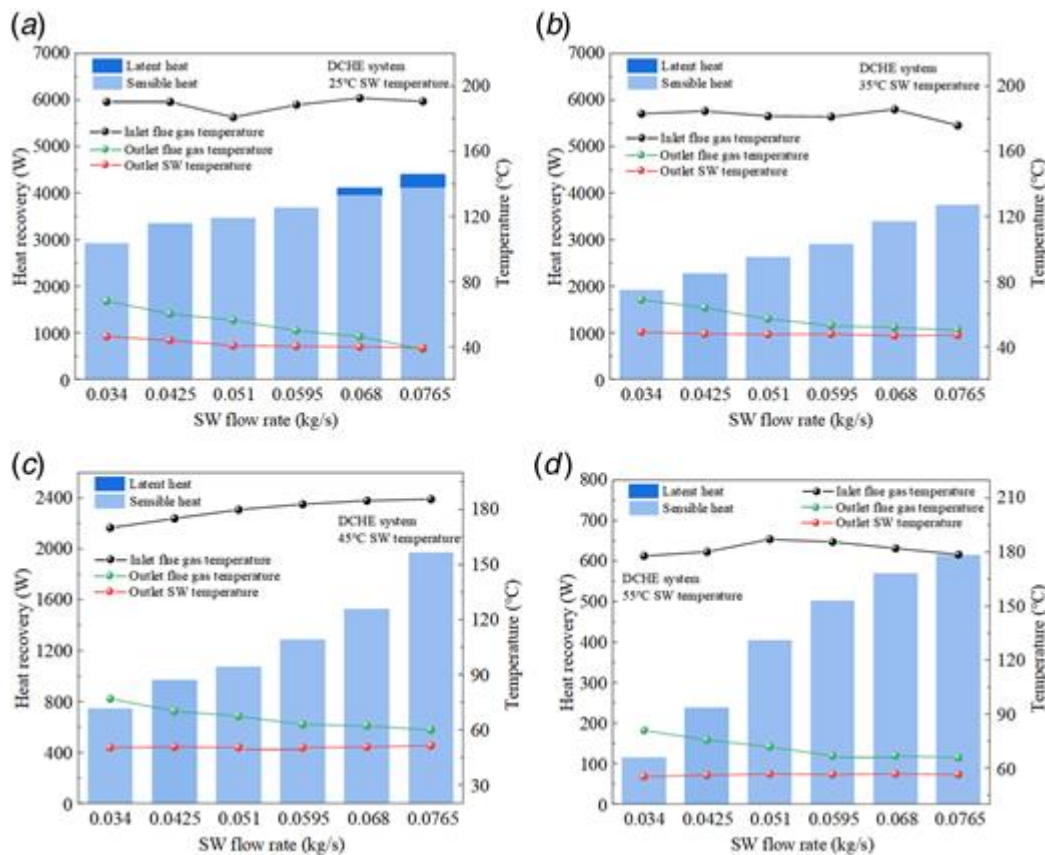 (a)
7000
6000
5000
4000
3000
2000
1000
0
Heat recovery (W)
Latent heat
Sensible heat
DCHE system
25°C SW temperature
Inlet flue gas temperature
Outlet flue gas temperature
Outlet SW temperature
200
160
120
80
40
Temperature (°C)
0.034 0.0425 0.051 0.0595 0.068 0.0765
SW flow rate (kg/s)
(b)
7000
6000
5000
4000
3000
2000
1000
0
Heat recovery (W)
Latent heat
Sensible heat
DCHE system
35°C SW temperature
Inlet flue gas temperature
Outlet flue gas temperature
Outlet SW temperature
200
160
120
80
40
Temperature (°C)
0.034 0.0425 0.051 0.0595 0.068 0.0765
SW flow rate (kg/s)
(c)
2400
2000
1600
1200
800
400
0
Heat recovery (W)
Latent heat
Sensible heat
DCHE system
45°C SW temperature
Inlet flue gas temperature
Outlet flue gas temperature
Outlet SW temperature
180
150
120
90
60
30
Temperature (°C)
0.034 0.0425 0.051 0.0595 0.068 0.0765
SW flow rate (kg/s)
(d)
800
700
600
500
400
300
200
100
0
Heat recovery (W)
Latent heat
Sensible heat
Inlet flue gas temperature
Outlet flue gas temperature
Outlet SW temperature
DCHE system
55°C SW temperature
210
180
150
120
90
60
Temperature (°C)
0.034 0.0425 0.051 0.0595 0.068 0.0765
SW flow rate (kg/s)